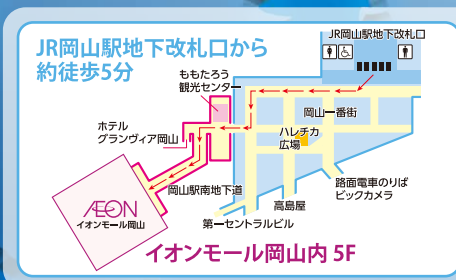 JR岡山駅地下改札口から
約徒歩5分
JR岡山駅地下改札口
ももたろう
観光センター
岡山一番街
ホテル
グランヴィア岡山
ハレチカ
広場
岡山駅南地下道
路面電車のりば
ビックカメラ
高島屋
第一セントラルビル
AEON
イオンモール岡山
イオンモール岡山内 5F